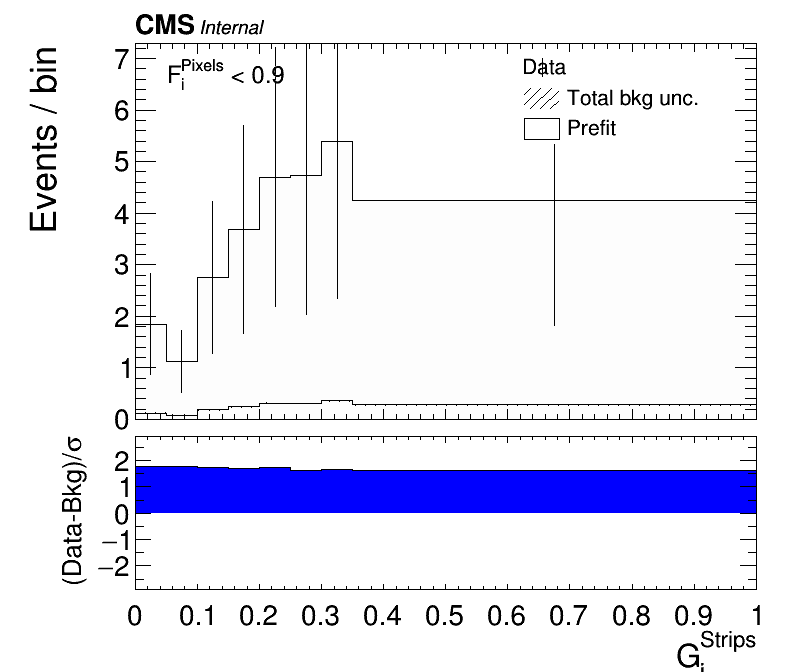 CMS Internal
Events / bin
F_i^Pixels < 0.9
Data
Total bkg unc.
Prefit
7
6
5
4
3
2
1
0
(Data-Bkg)/σ
2
1
0
−1
−2
0 0.1 0.2 0.3 0.4 0.5 0.6 0.7 0.8 0.9 1
G_i^Strips